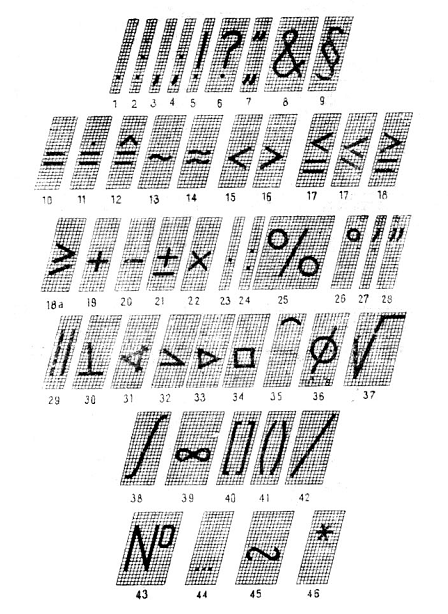 . : ; , ! ? „ “ & §
1 2 3 4 5 6 7 8 9
= ~ ≈ < > ≦ ≤ ≧
10 11 12 13 14 15 16 17 17 18
⩾ + − ± × · : % ° ′ ″
18а 19 20 21 22 23 24 25 26 27 28
∥ ⊥ ∠ ▷ □ ⌒ ∅ √
29 30 31 32 33 34 35 36 37
∫ ∞ [ ] ( ) /
38 39 40 41 42
№ ... ~ *
43 44 45 46